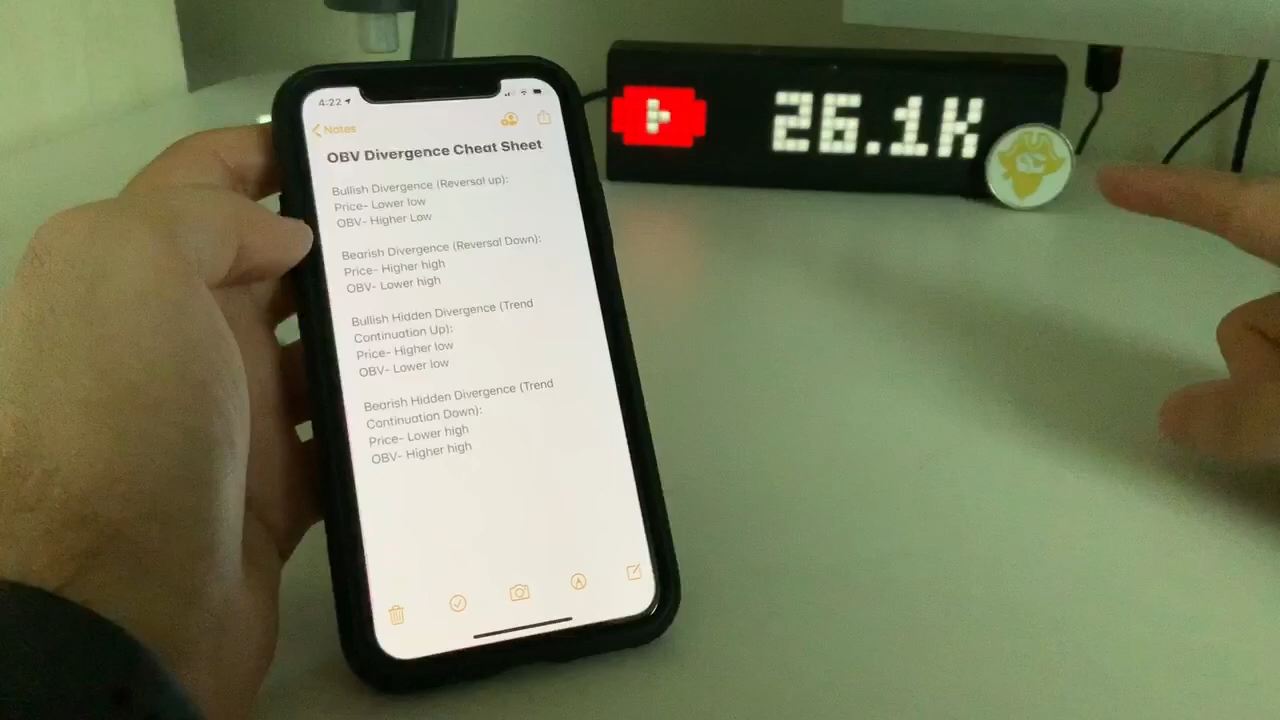 4:22
Notes
OBV Divergence Cheat Sheet
Bullish Divergence (Reversal up):
Price- Lower low
OBV- Higher Low
Bearish Divergence (Reversal Down):
Price- Higher high
OBV- Lower high
Bullish Hidden Divergence (Trend
Continuation Up):
Price- Higher low
OBV- Lower low
Bearish Hidden Divergence (Trend
Continuation Down):
Price- Lower high
OBV- Higher high
26.1K